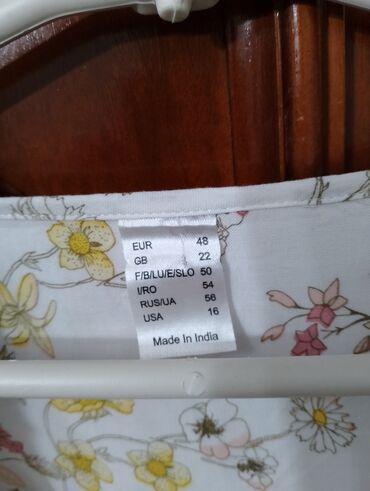 EUR 48
GB 22
F/B/LU/E/SLO 50
I/RO 54
RUS/UA 56
USA 16
Made In India